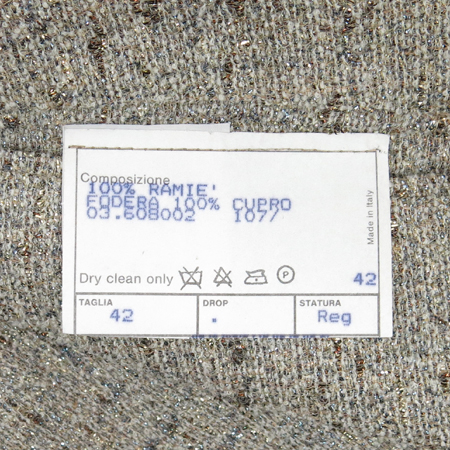 Composizione
100% RAMIE'
FODERA 100% CUPRO
03.608002 1077
Made in Italy
Dry clean only P 42
TAGLIA DROP STATURA
42 . Reg